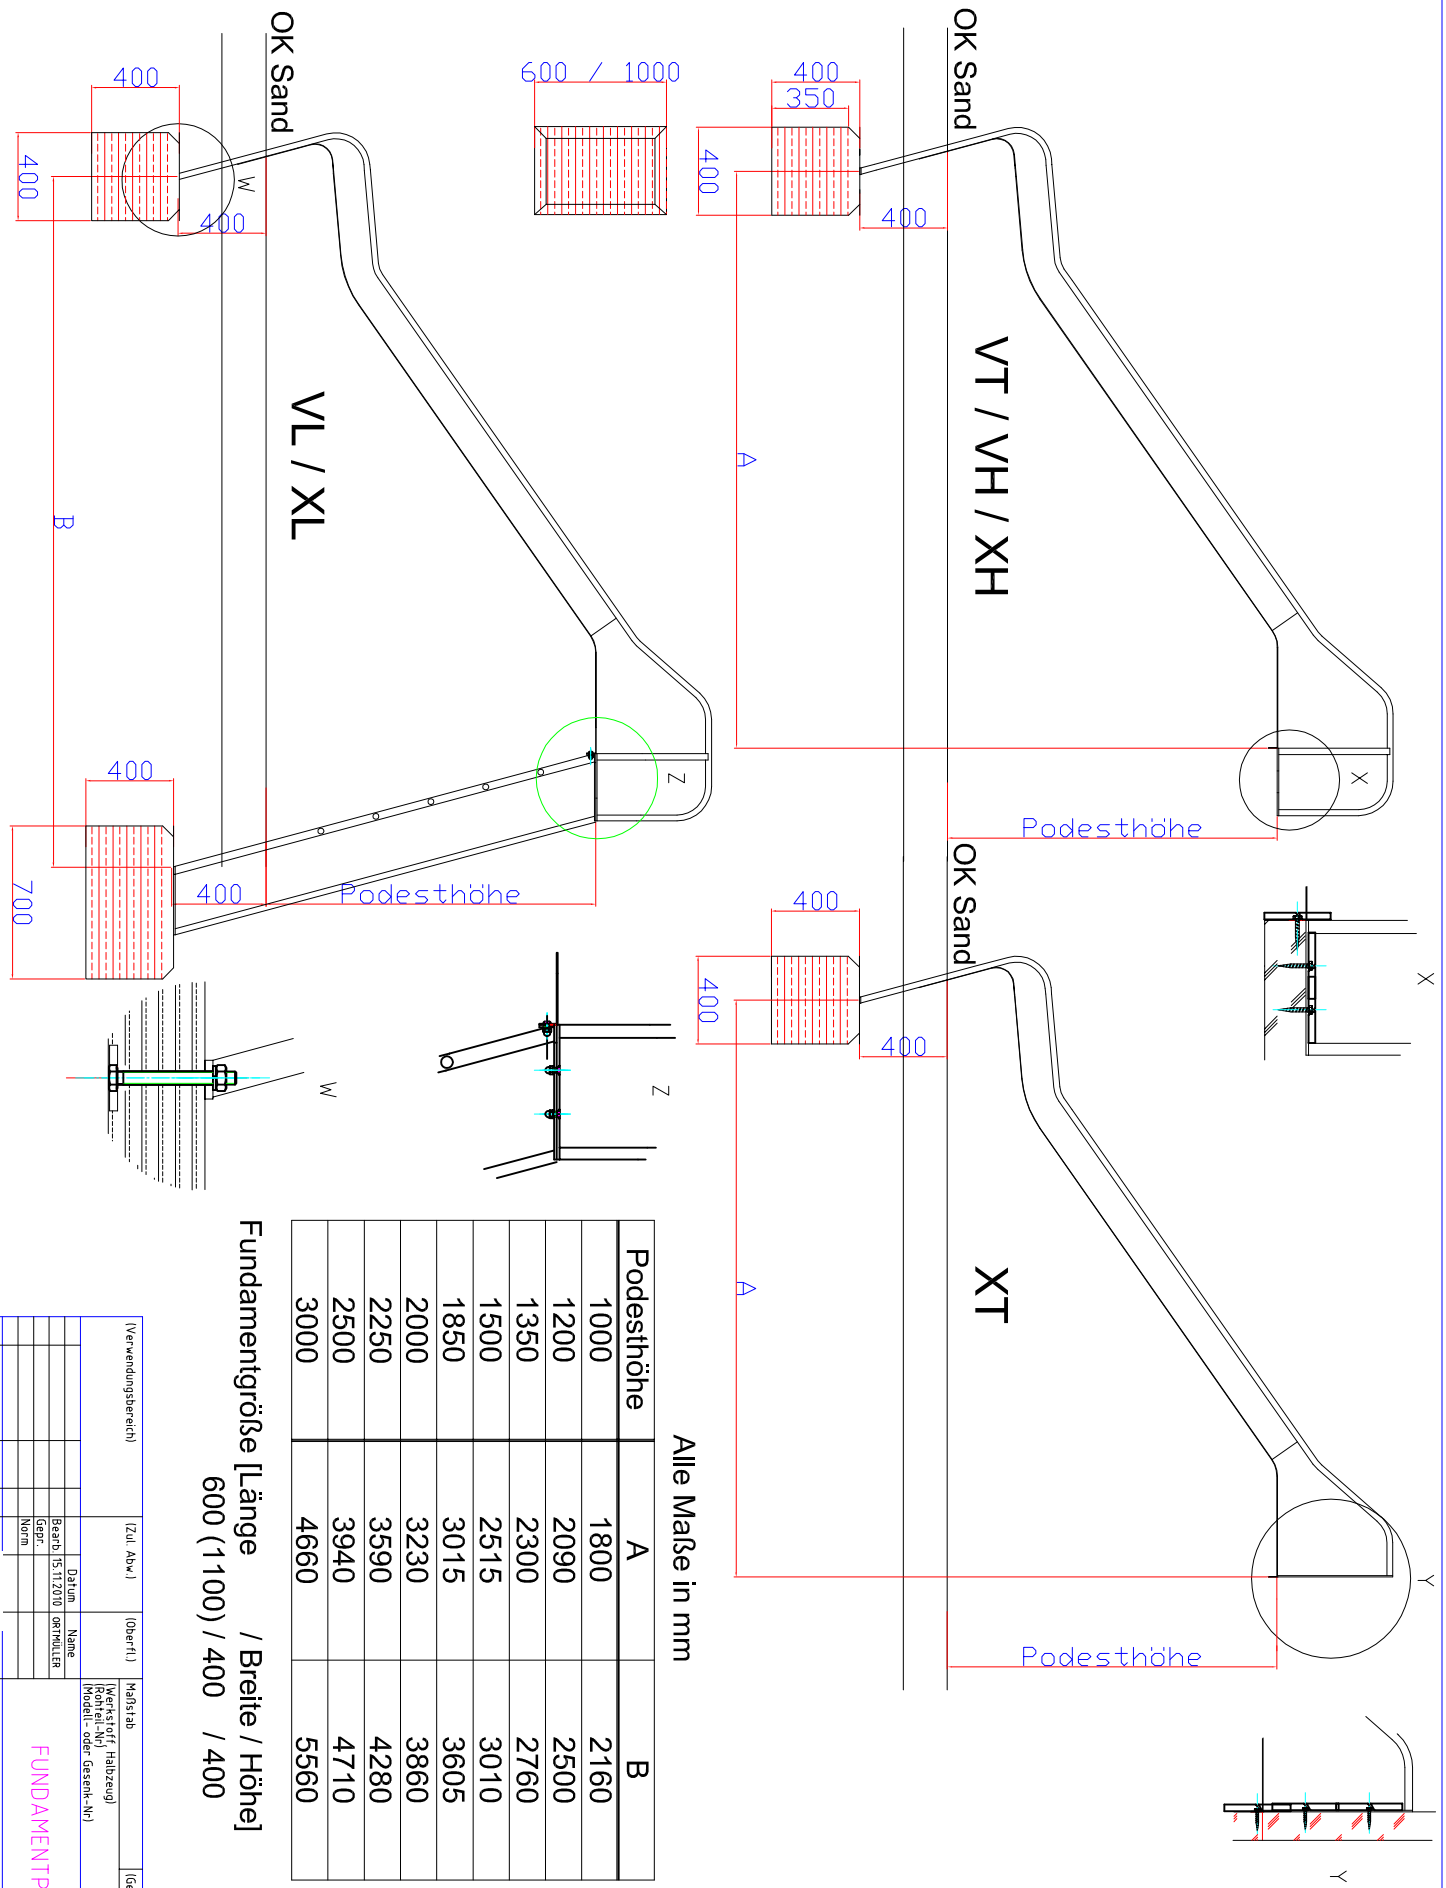 OK Sand
400
350
400
400
600 / 1000
A
VT / VH / XH
X
Podesthöhe
OK Sand
400
400
400
A
XT
Y
Podesthöhe
X
Y
OK Sand
400
400
400
W
B
VL / XL
Z
400
700
400
Podesthöhe
Z
W
Alle Maße in mm
Podesthöhe A B
1000 1800 2160
1200 2090 2500
1350 2300 2760
1500 2515 3010
1850 3015 3605
2000 3230 3860
2250 3590 4280
2500 3940 4710
3000 4660 5560
Fundamentgröße [Länge / Breite / Höhe]
600 (1100) / 400 / 400
(Verwendungsbereich) (Zul. Abw.) (Oberfl.) Maßstab
(Werkstoff, Halbzeug)
(Rohteil-Nr)
(Modell- oder Gesenk-Nr)
Datum Name
Bearb. 15.11.2010 ORTMÜLLER
Gepr.
Norm
FUNDAMENTP